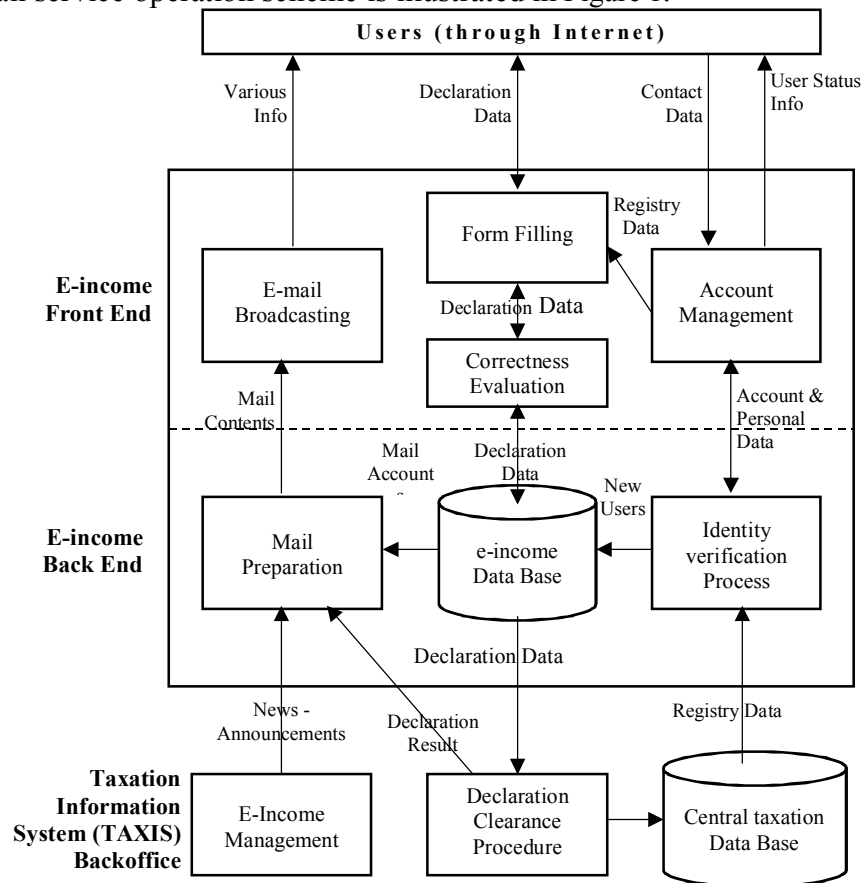 an service operation scheme is illustrated in Figure 1.
Users (through Internet)
Various
Info
Declaration
Data
Contact
Data
User Status
Info
E-income
Front End
E-mail
Broadcasting
Form Filling
Registry
Data
Account
Management
Declaration Data
Correctness
Evaluation
Mail
Contents
Account &
Personal
Data
Mail
Account
Declaration
Data
New
Users
E-income
Back End
Mail
Preparation
e-income
Data Base
Identity
verification
Process
Declaration Data
News -
Announcements
Declaration
Result
Registry Data
Taxation
Information
System (TAXIS)
Backoffice
E-Income
Management
Declaration
Clearance
Procedure
Central taxation
Data Base